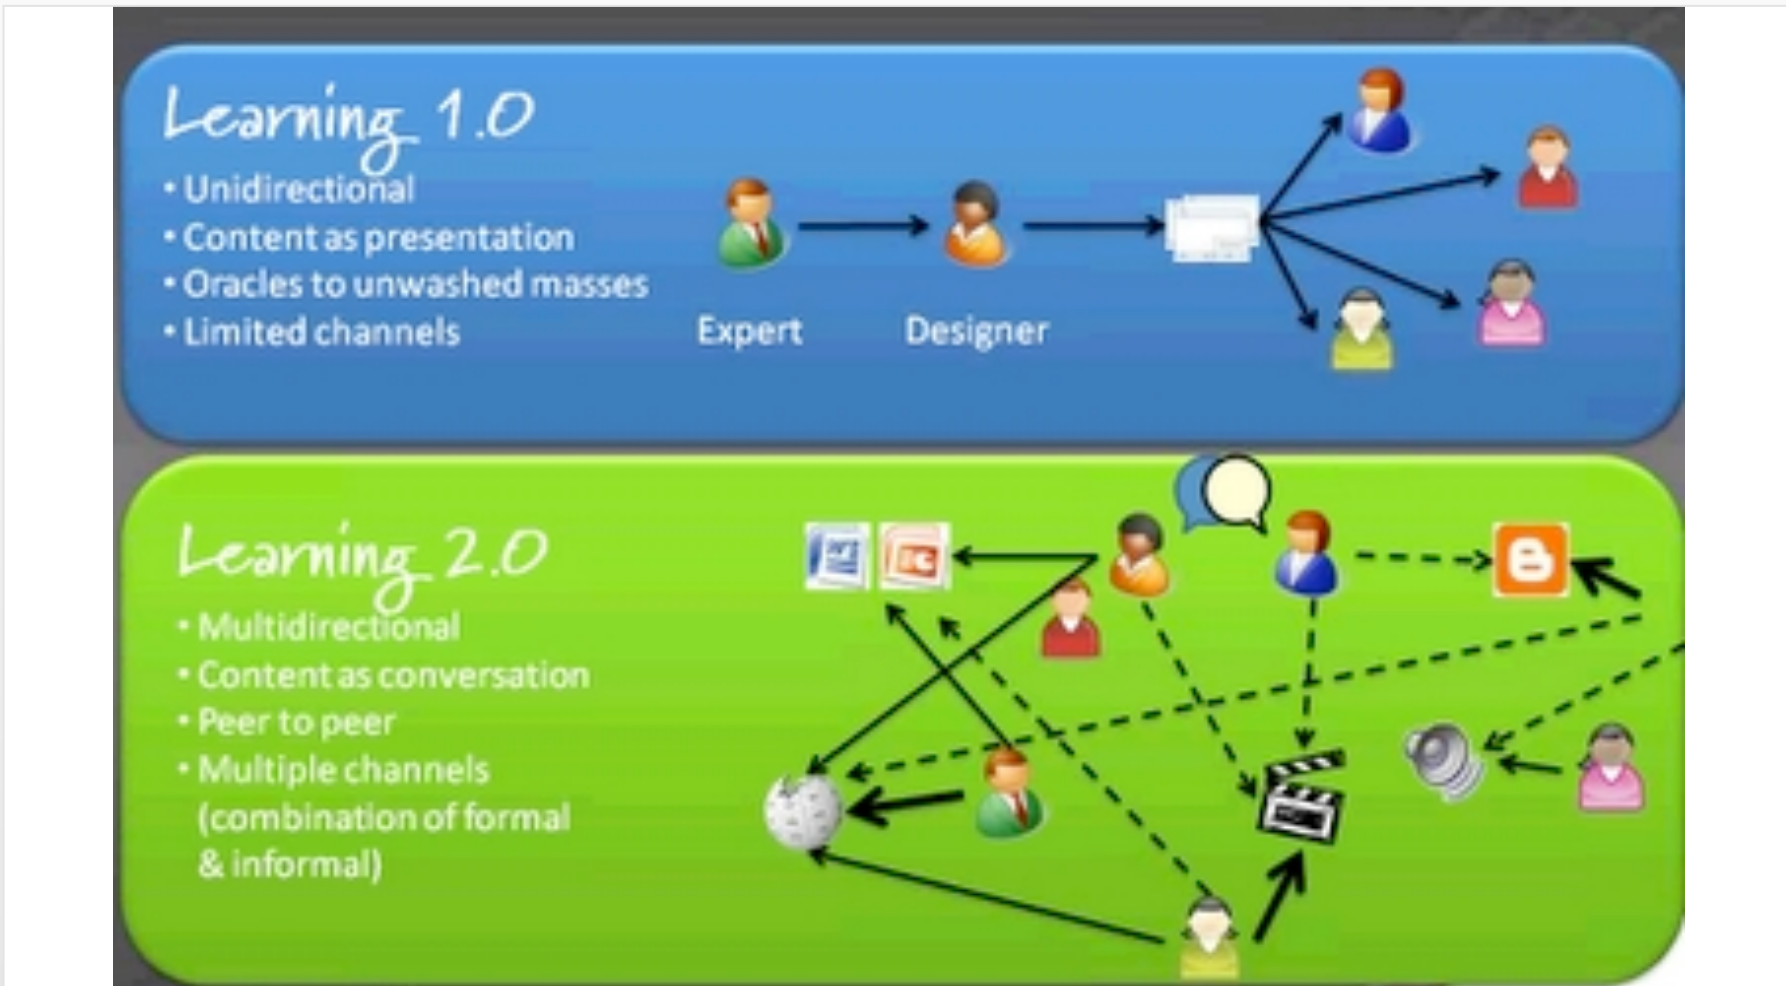 Learning 1.0
• Unidirectional
• Content as presentation
• Oracles to unwashed masses
• Limited channels
Expert
Designer
Learning 2.0
• Multidirectional
• Content as conversation
• Peer to peer
• Multiple channels
(combination of formal
& informal)